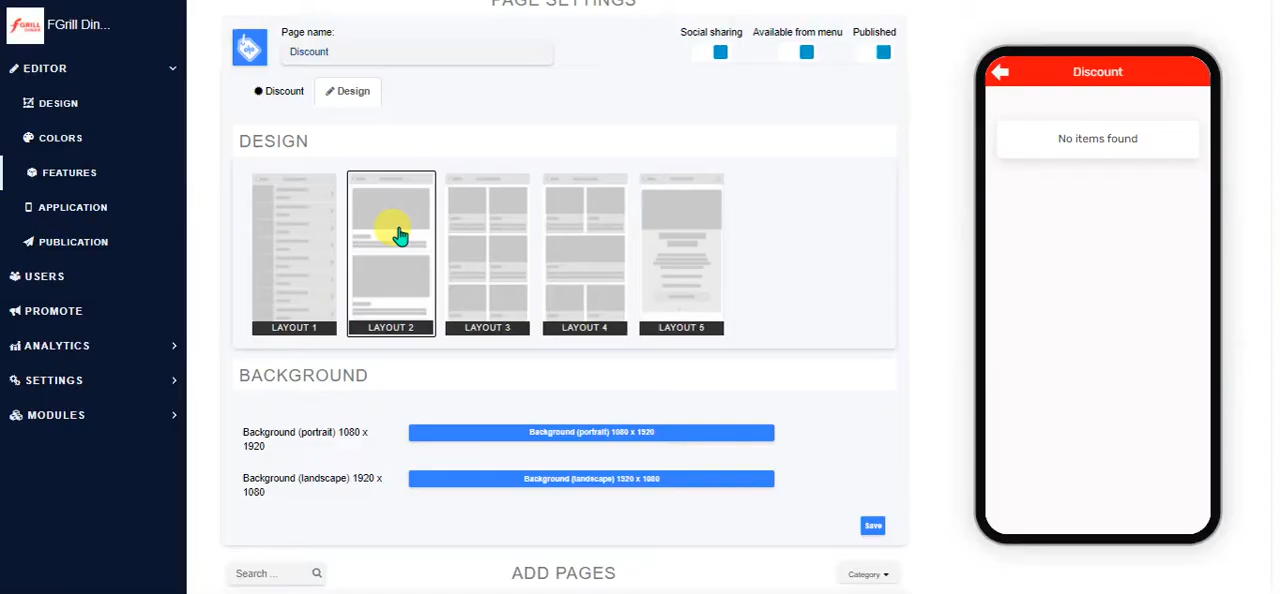 PAGE SETTINGS
FGRILL
DINER
FGrill Din...
EDITOR
DESIGN
COLORS
FEATURES
APPLICATION
PUBLICATION
USERS
PROMOTE
ANALYTICS
SETTINGS
MODULES
Page name:
Discount
Social sharing
Available from menu
Published
Discount
Design
DESIGN
LAYOUT 1
LAYOUT 2
LAYOUT 3
LAYOUT 4
LAYOUT 5
BACKGROUND
Background (portrait) 1080 x
1920
Background (portrait) 1080 x 1920
Background (landscape) 1920 x
1080
Background (landscape) 1920 x 1080
Save
Search ...
ADD PAGES
Category
Discount
No items found